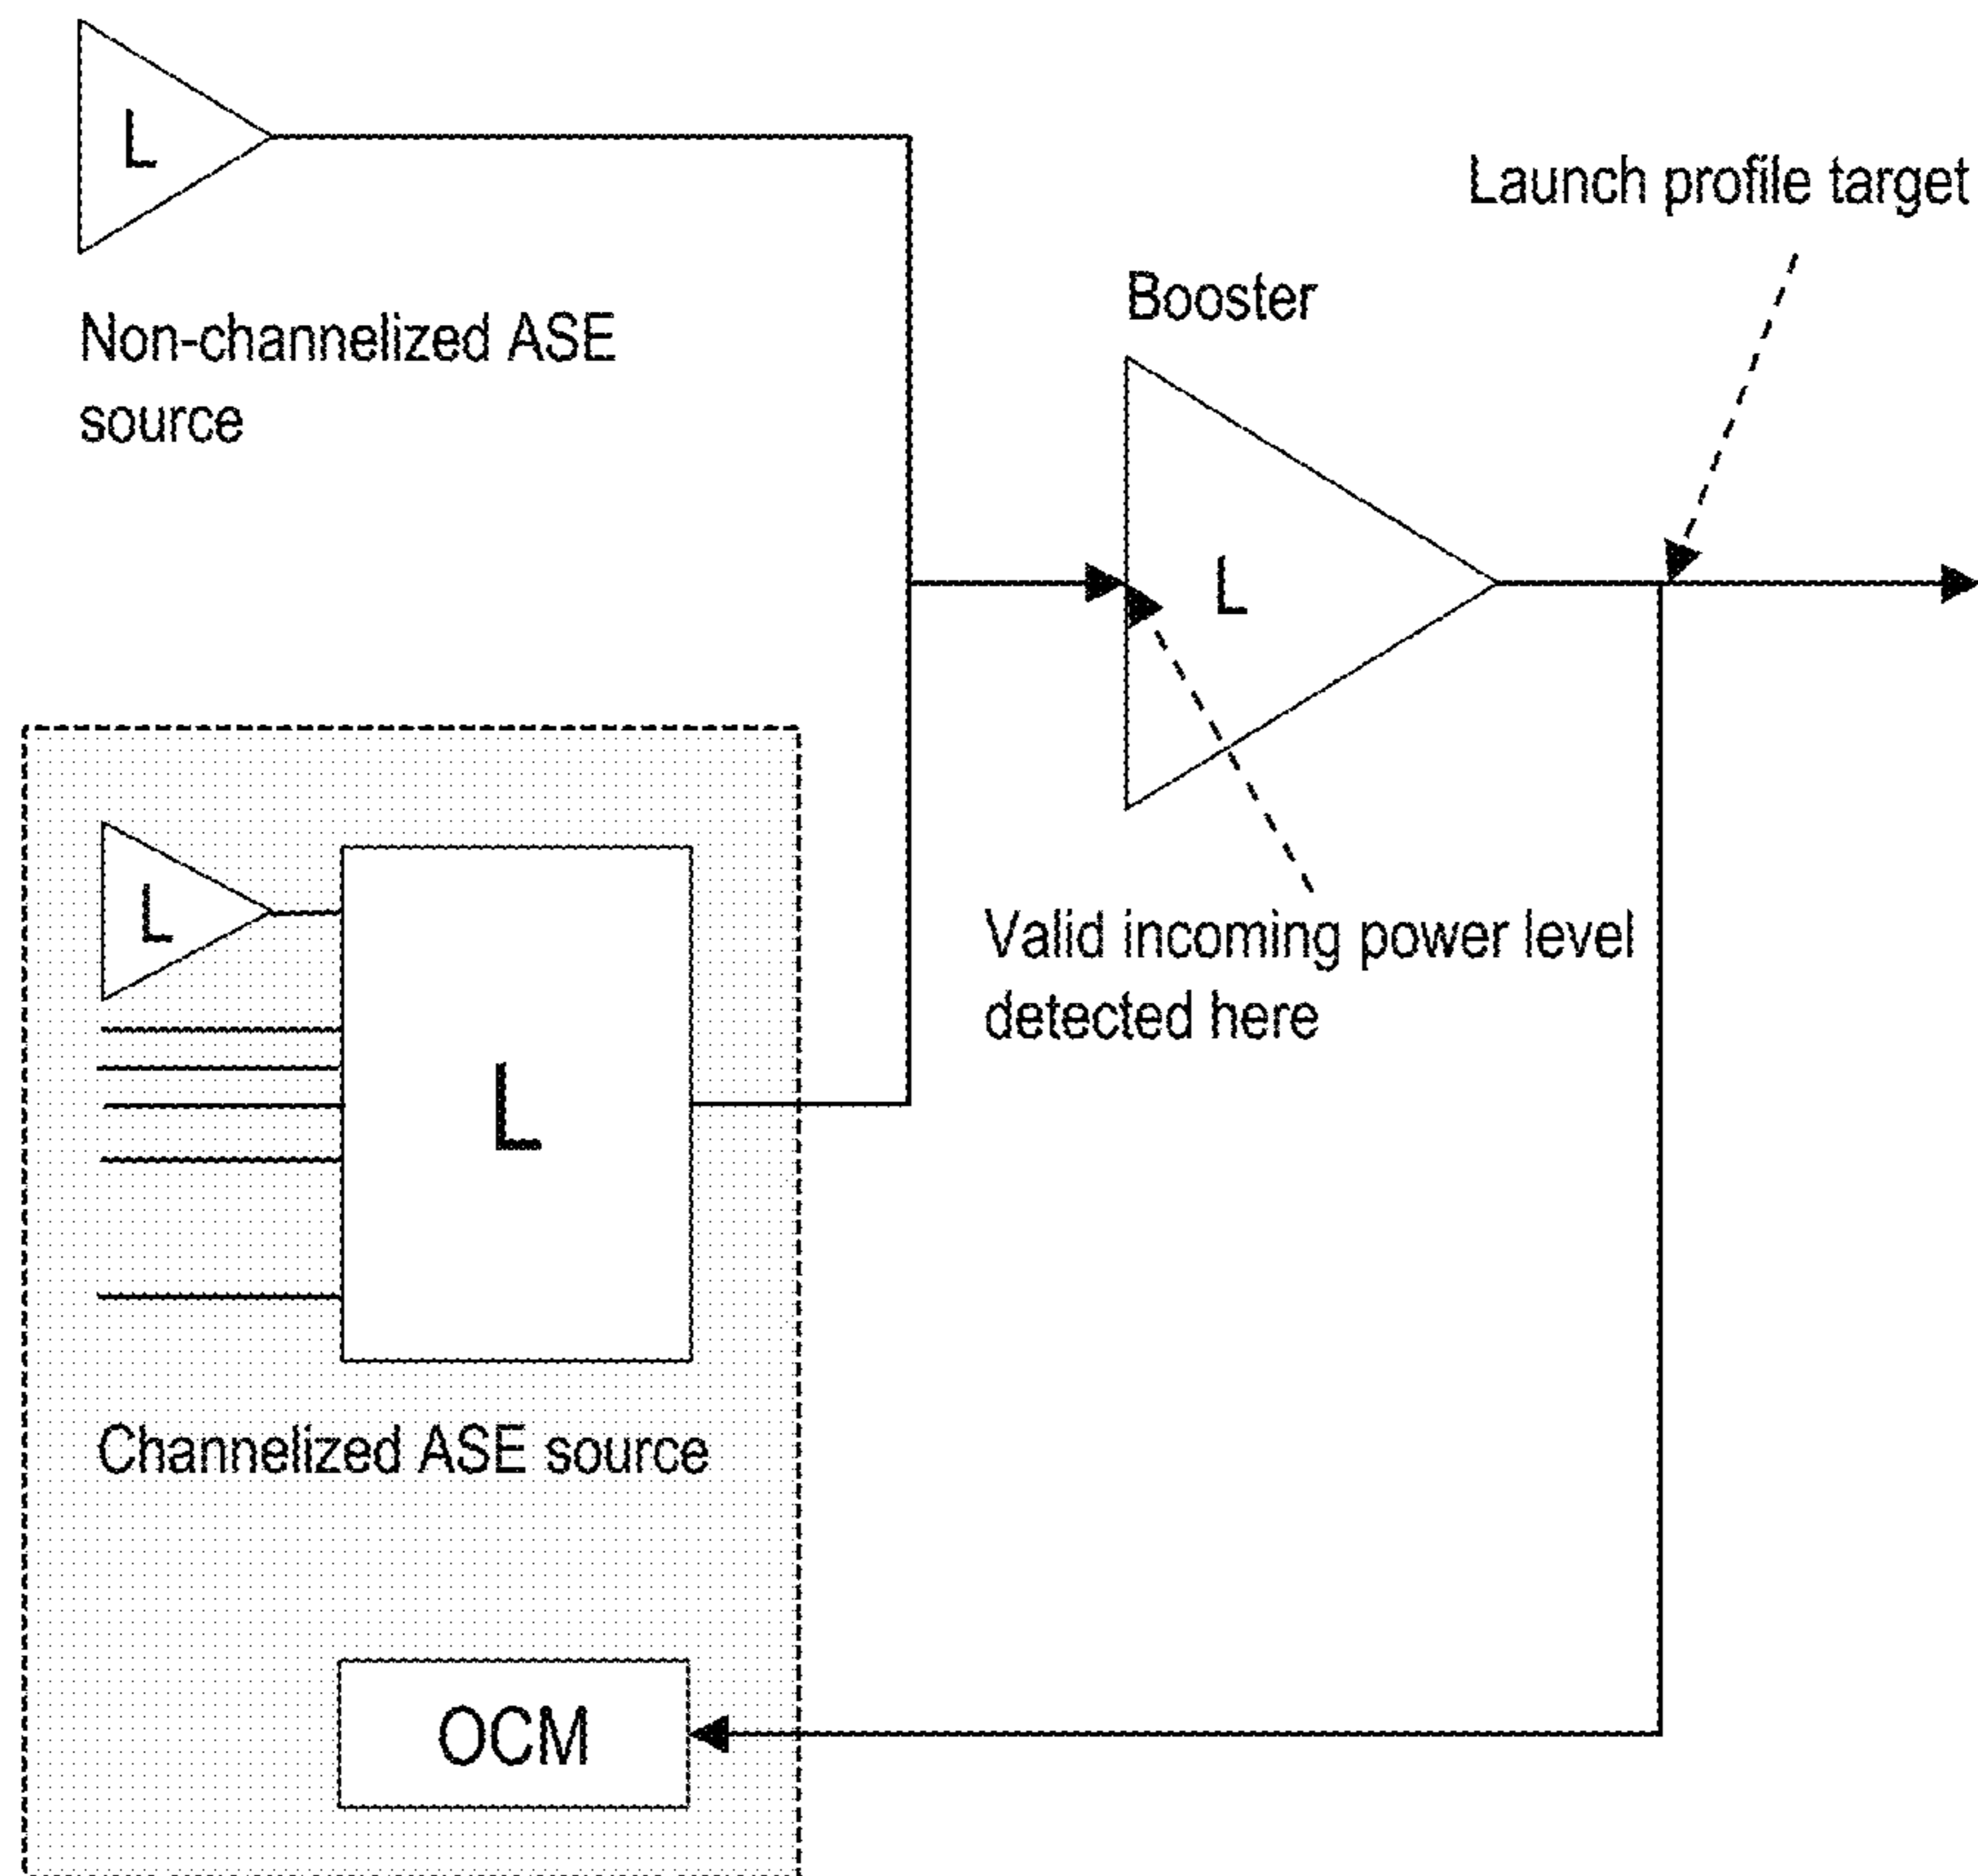 L
Non-channelized ASE
source
Launch profile target
Booster
L
Valid incoming power level
detected here
L
L
Channelized ASE source
OCM